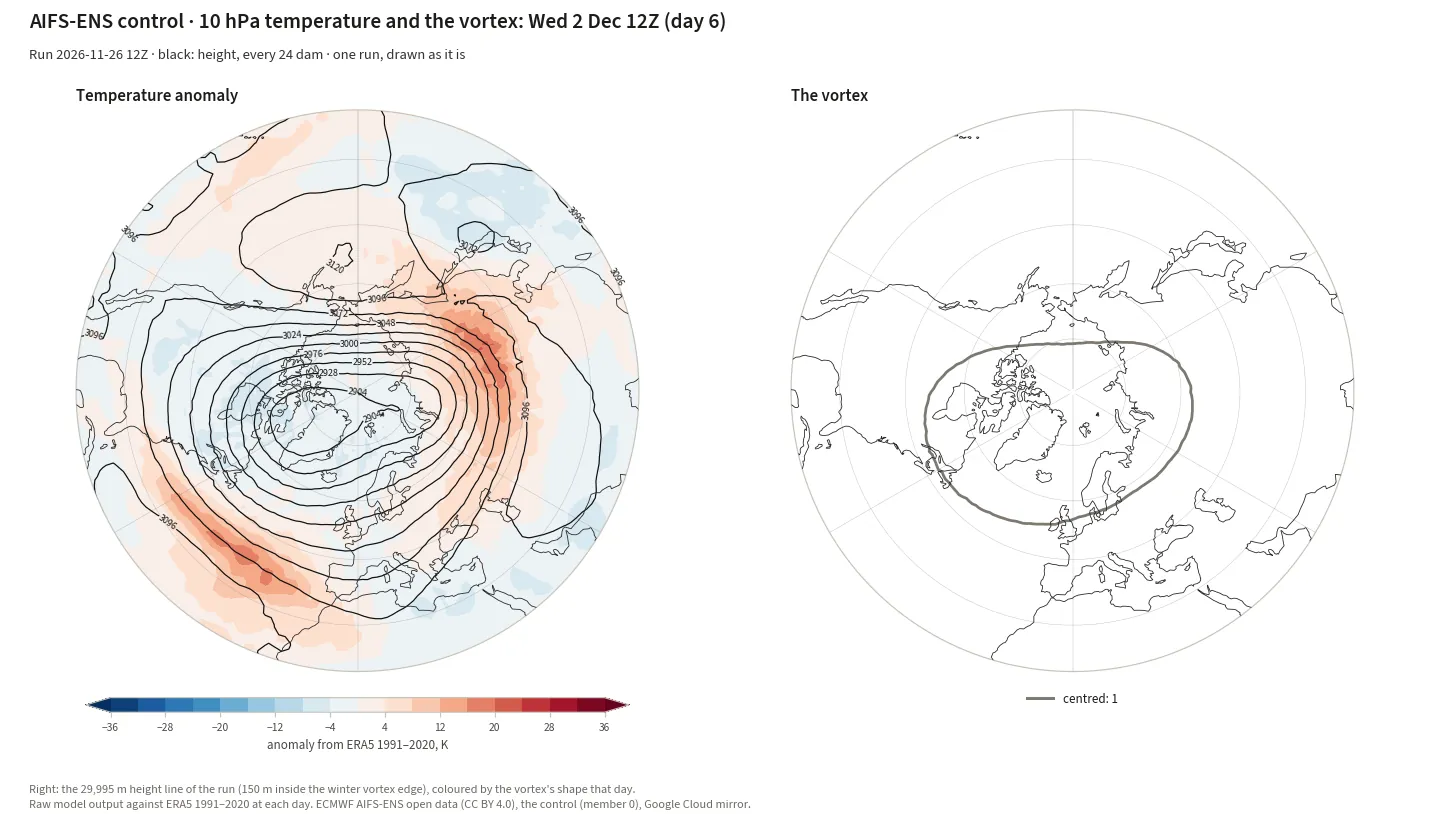 AIFS-ENS control · 10 hPa temperature and the vortex: Wed 2 Dec 12Z (day 6)
Run 2026-11-26 12Z · black: height, every 24 dam · one run, drawn as it is
Temperature anomaly
The vortex
3096
3096
3072
3096
3120
3096
3072
3048
3096
3024
3000
2976
2952
2928
2904
2904
3096
3096
centred: 1
−36 −28 −20 −12 −4 4 12 20 28 36
anomaly from ERA5 1991–2020, K
Right: the 29,995 m height line of the run (150 m inside the winter vortex edge), coloured by the vortex's shape that day.
Raw model output against ERA5 1991–2020 at each day. ECMWF AIFS-ENS open data (CC BY 4.0), the control (member 0), Google Cloud mirror.